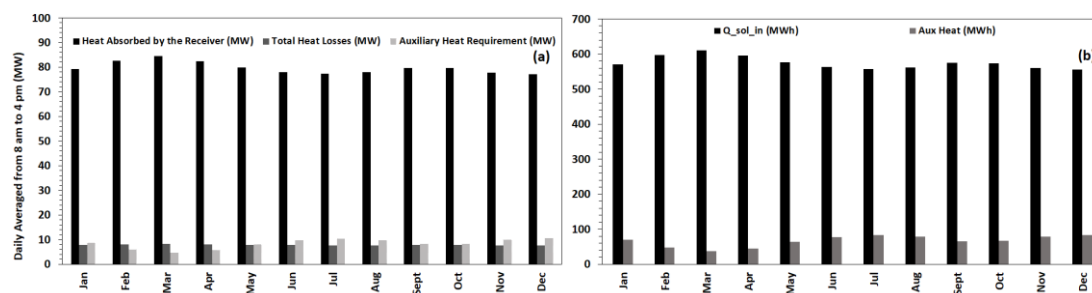 Daily Averaged from 8 am to 4 pm (MW)
100
90
80
70
60
50
40
30
20
10
0
Heat Absorbed by the Receiver (MW) Total Heat Losses (MW) Auxiliary Heat Requirement (MW)
(a)
Jan Feb Mar Apr May Jun Jul Aug Sept Oct Nov Dec
700
600
500
400
300
200
100
0
Q_sol_in (MWh) Aux Heat (MWh)
(b)
Jan Feb Mar Apr May Jun Jul Aug Sept Oct Nov Dec